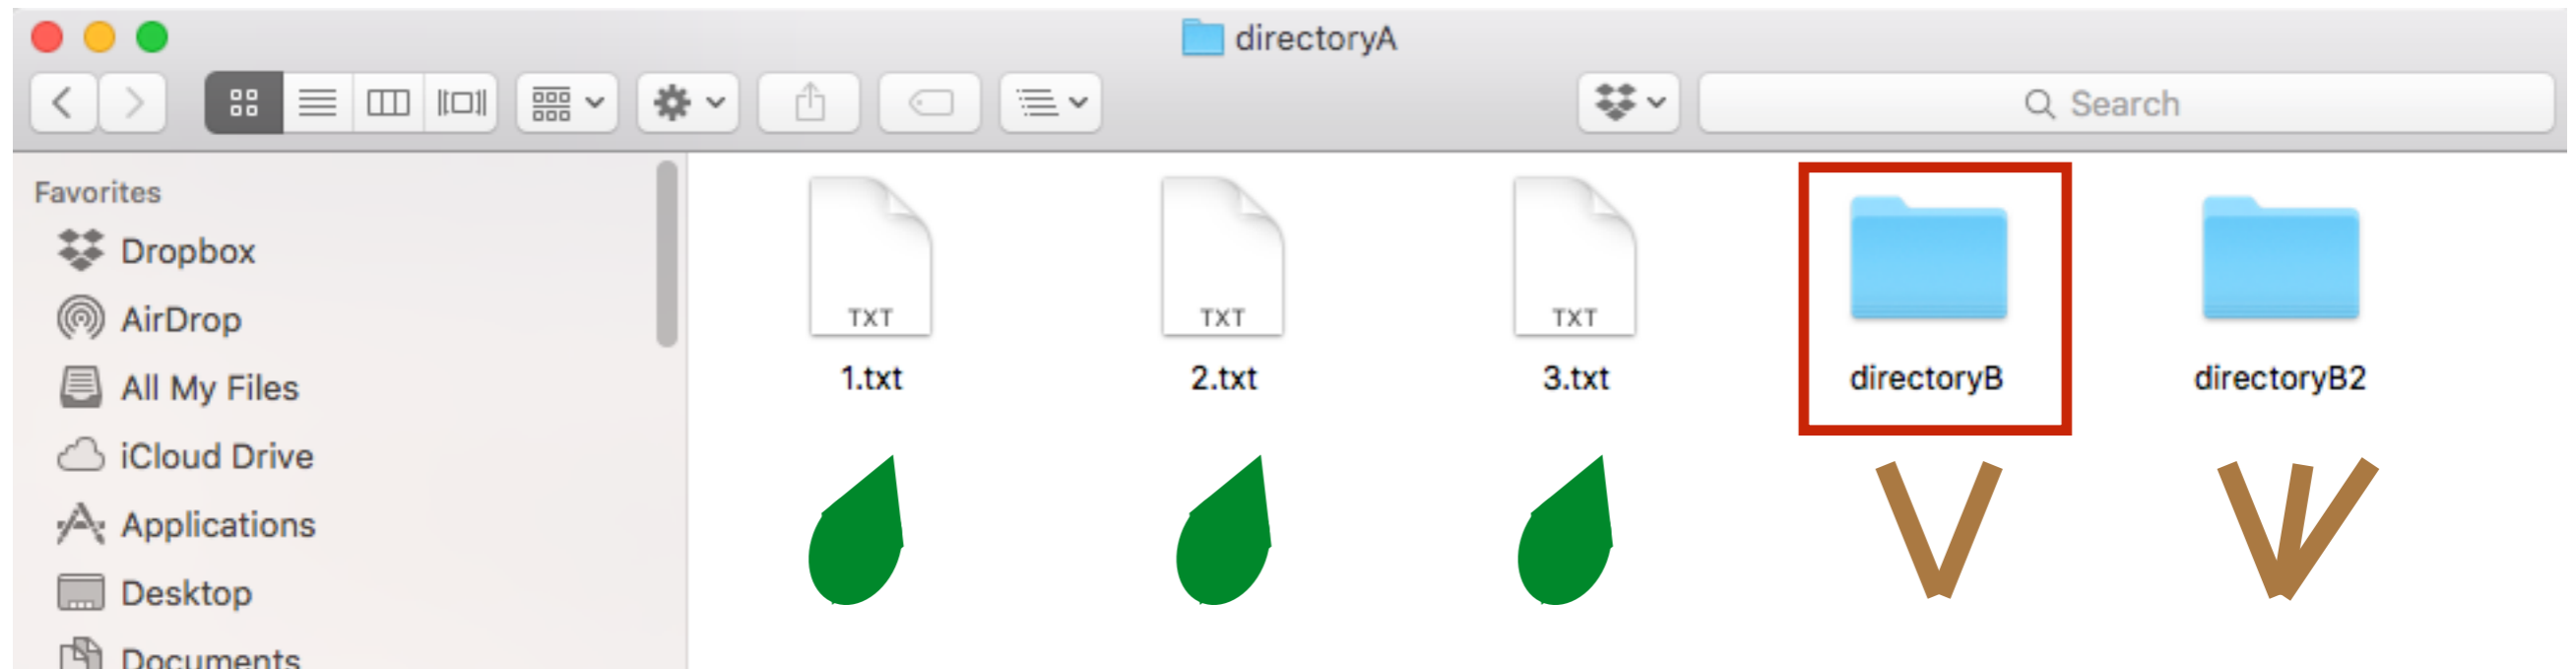 directoryA
Search
Favorites
Dropbox
AirDrop
All My Files
iCloud Drive
Applications
Desktop
Documents
TXT TXT TXT
1.txt 2.txt 3.txt directoryB directoryB2